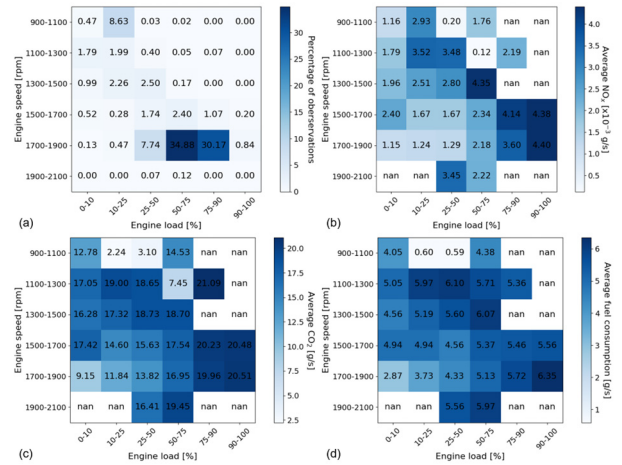 900-1100 0.47 8.63 0.03 0.02 0.00 0.00
1100-1300 1.79 1.99 0.40 0.05 0.07 0.00
1300-1500 0.99 2.26 2.50 0.17 0.00 0.00
1500-1700 0.52 0.28 1.74 2.40 1.07 0.20
1700-1900 0.13 0.47 7.74 34.88 30.17 0.84
1900-2100 0.00 0.00 0.07 0.12 0.00 0.00
0-10 10-25 25-50 50-75 75-90 90-100
Engine speed [rpm]
Engine load [%]
(a)
30
25
20
15
10
5
0
Percentage of oberservations
900-1100 1.16 2.93 0.20 1.76 nan nan
1100-1300 1.79 3.52 3.48 0.12 2.19 nan
1300-1500 1.96 2.51 2.80 4.35 nan nan
1500-1700 2.40 1.67 1.67 2.34 4.14 4.38
1700-1900 1.15 1.24 1.29 2.18 3.60 4.40
1900-2100 nan nan 3.45 2.22 nan nan
0-10 10-25 25-50 50-75 75-90 90-100
Engine speed [rpm]
Engine load [%]
(b)
4.0
3.5
3.0
2.5
2.0
1.5
1.0
0.5
Average NOx [x10⁻³ g/s]
900-1100 12.78 2.24 3.10 14.53 nan nan
1100-1300 17.05 19.00 18.65 7.45 21.09 nan
1300-1500 16.28 17.32 18.73 18.70 nan nan
1500-1700 17.42 14.60 15.63 17.54 20.23 20.48
1700-1900 9.15 11.84 13.82 16.95 19.96 20.51
1900-2100 nan nan 16.41 19.45 nan nan
0-10 10-25 25-50 50-75 75-90 90-100
Engine speed [rpm]
Engine load [%]
(c)
20.0
17.5
15.0
12.5
10.0
7.5
5.0
2.5
Average CO₂ [g/s]
900-1100 4.05 0.60 0.59 4.38 nan nan
1100-1300 5.10 5.97 6.10 5.71 5.36 nan
1300-1500 4.56 5.19 5.60 6.07 nan nan
1500-1700 4.94 4.94 4.56 5.37 5.46 5.56
1700-1900 2.87 3.73 4.33 5.13 5.72 6.35
1900-2100 nan nan 5.56 5.97 nan nan
0-10 10-25 25-50 50-75 75-90 90-100
Engine speed [rpm]
Engine load [%]
(d)
6
5
4
3
2
1
Average fuel consumption [g/s]